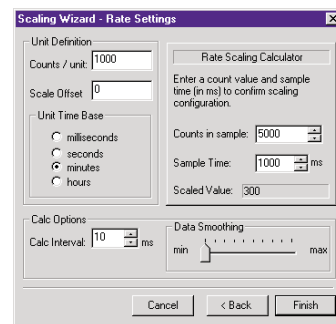 Scaling Wizard - Rate Settings
Unit Definition
Counts / unit: 1000
Scale Offset 0
Unit Time Base
milliseconds
seconds
minutes
hours
Rate Scaling Calculator
Enter a count value and sample
time (in ms) to confirm scaling
configuration.
Counts in sample: 5000
Sample Time: 1000 ms
Scaled Value: 300
Calc Options
Calc Interval: 10 ms
Data Smoothing
min max
Cancel < Back Finish